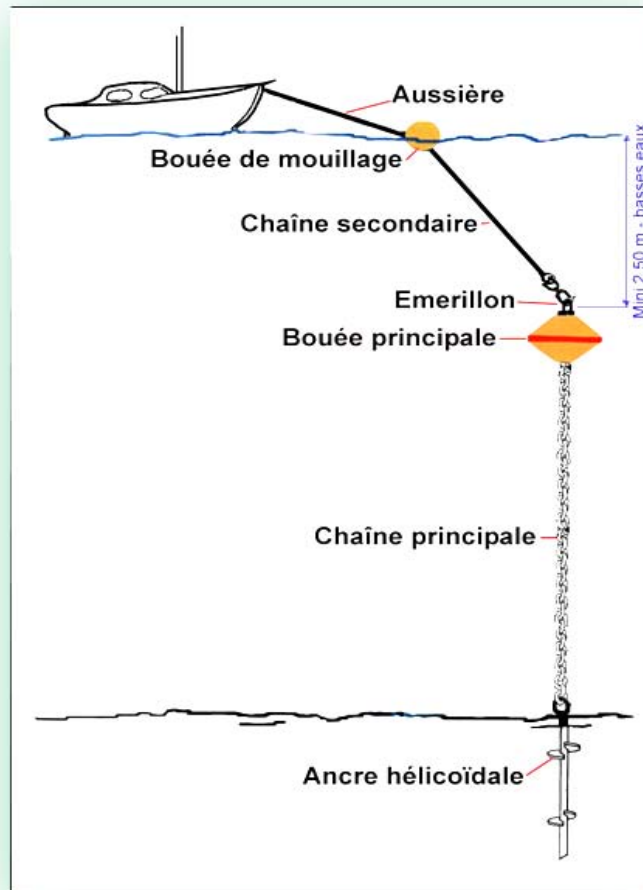 Aussière
Bouée de mouillage
Chaîne secondaire
Emerillon
Bouée principale
Mini 2,50 m - basses eaux
Chaîne principale
Ancre hélicoïdale